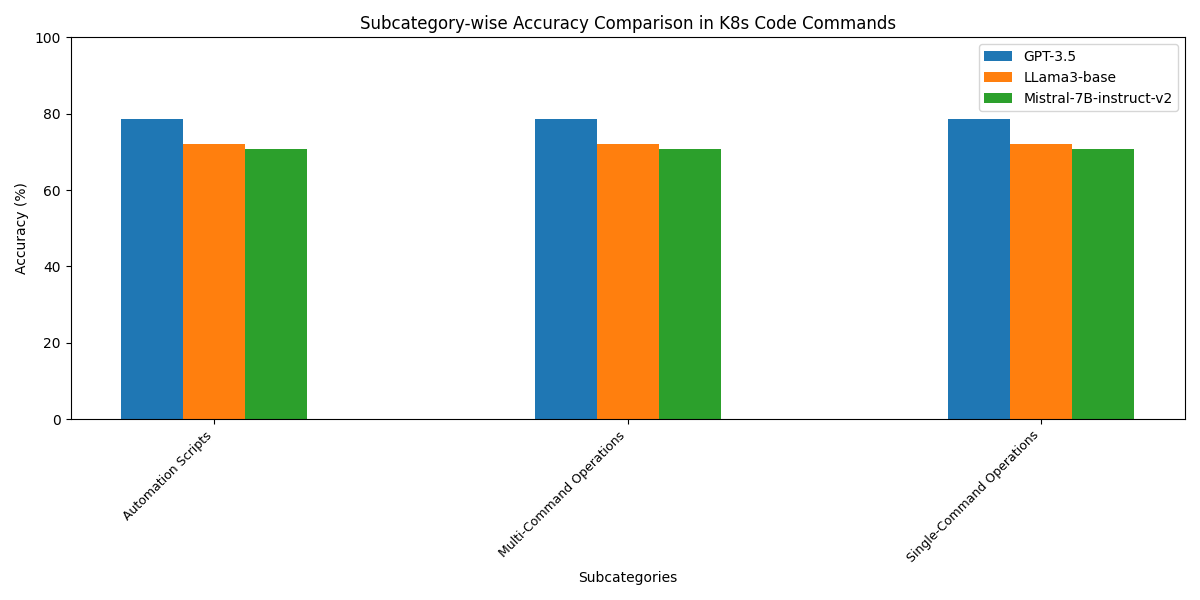 Subcategory-wise Accuracy Comparison in K8s Code Commands
GPT-3.5
LLama3-base
Mistral-7B-instruct-v2
Accuracy (%)
100
80
60
40
20
0
Automation Scripts
Multi-Command Operations
Single-Command Operations
Subcategories